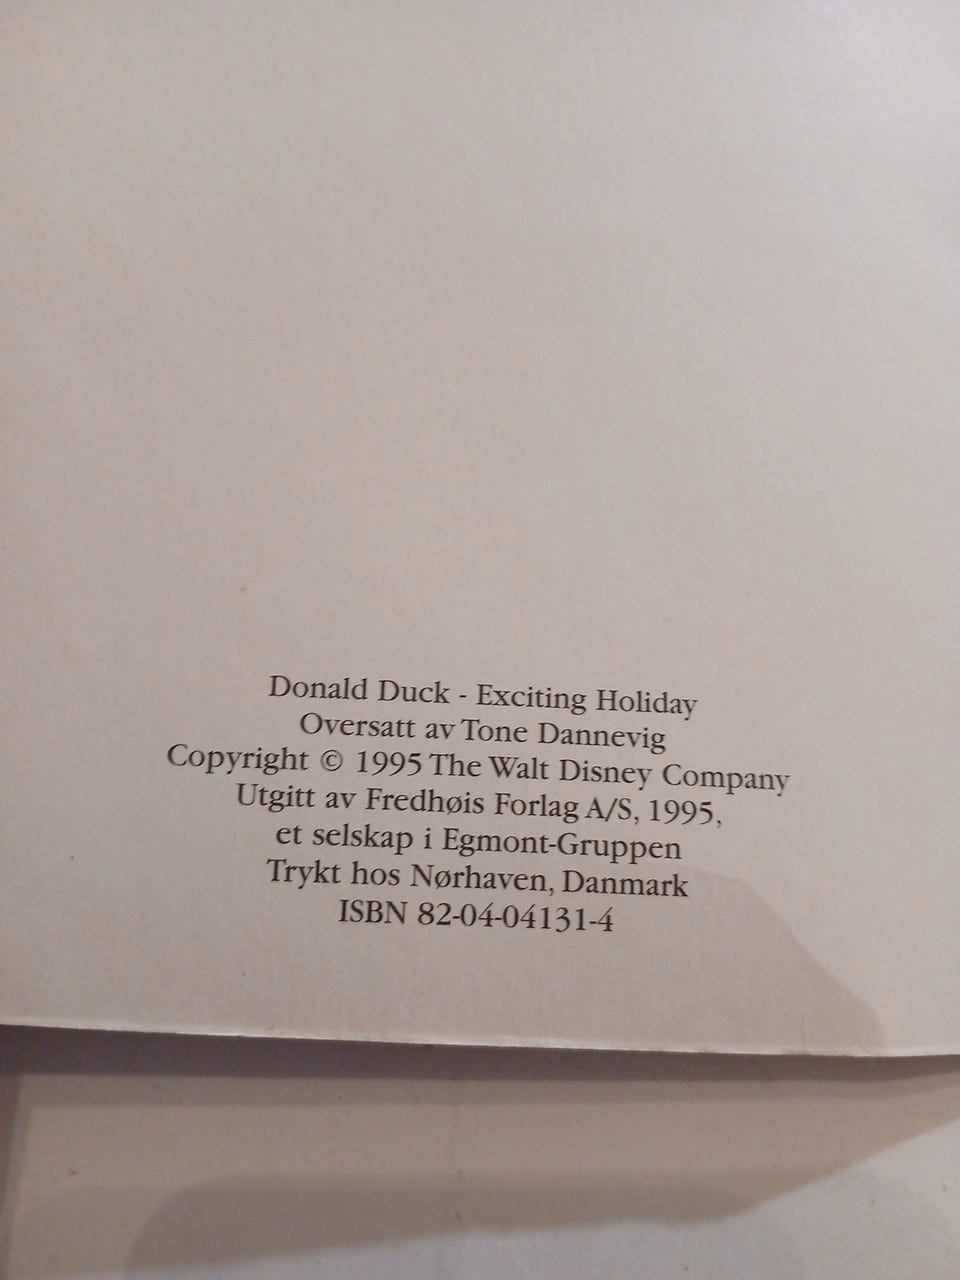 Donald Duck - Exciting Holiday
Oversatt av Tone Dannevig
Copyright © 1995 The Walt Disney Company
Utgitt av Fredhøis Forlag A/S, 1995,
et selskap i Egmont-Gruppen
Trykt hos Nørhaven, Danmark
ISBN 82-04-04131-4